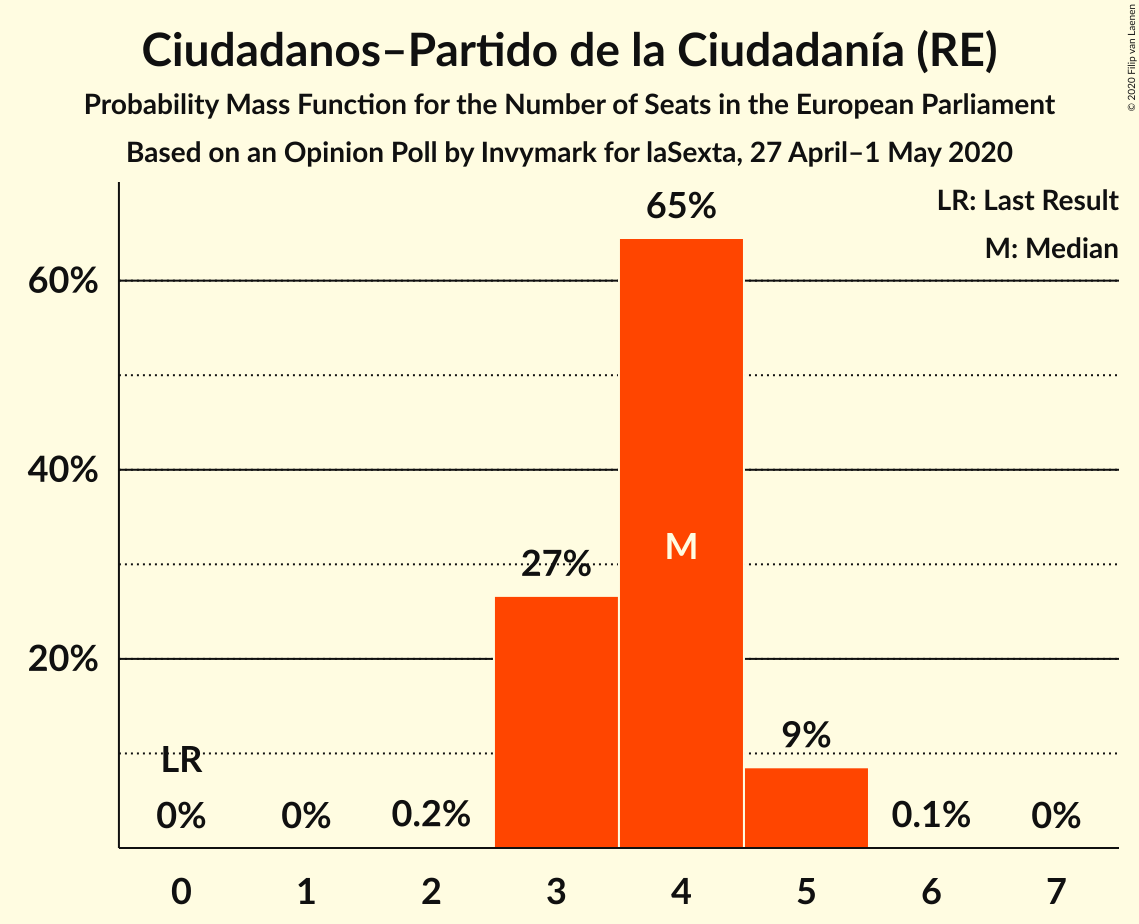 Ciudadanos–Partido de la Ciudadanía (RE)
Probability Mass Function for the Number of Seats in the European Parliament
Based on an Opinion Poll by Invymark for laSexta, 27 April–1 May 2020
© 2020 Filip van Laenen
LR: Last Result
M: Median
60%
40%
20%
LR
0%
0%
0.2%
27%
65%
M
9%
0.1%
0%
0 1 2 3 4 5 6 7